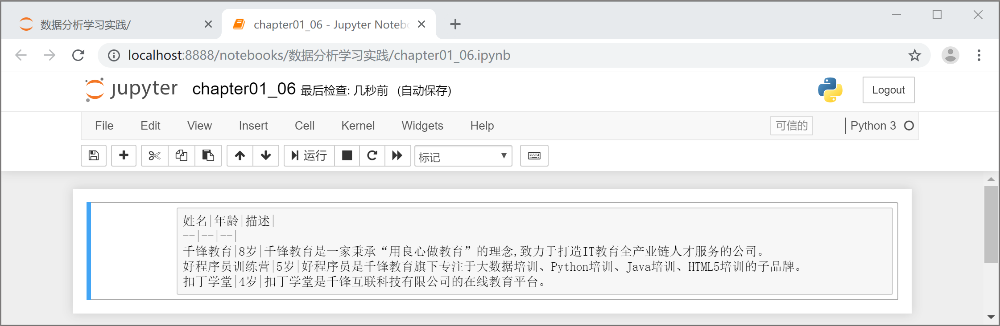 数据分析学习实践/
chapter01_06 - Jupyter Noteb
localhost:8888/notebooks/数据分析学习实践/chapter01_06.ipynb
jupyter chapter01_06 最后检查: 几秒前 (自动保存)
Logout
File Edit View Insert Cell Kernel Widgets Help 可信的 Python 3
运行 标记
姓名|年龄|描述|
--|--|--|
千锋教育|8岁|千锋教育是一家秉承“用良心做教育”的理念,致力于打造IT教育全产业链人才服务的公司。
好程序员训练营|5岁|好程序员是千锋教育旗下专注于大数据培训、Python培训、Java培训、HTML5培训的子品牌。
扣丁学堂|4岁|扣丁学堂是千锋互联科技有限公司的在线教育平台。